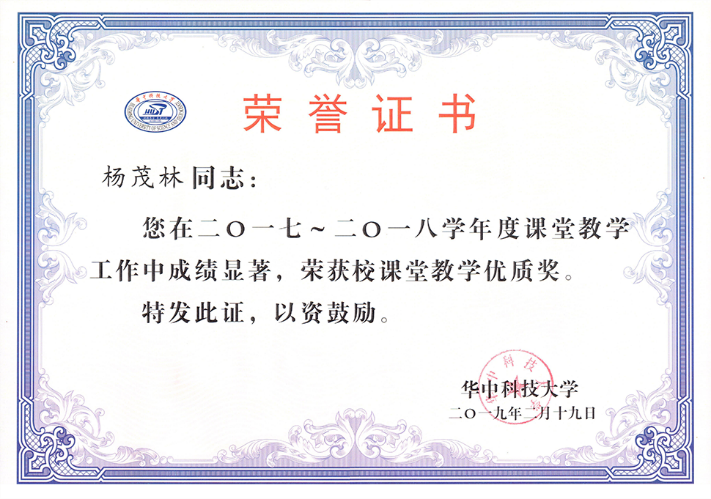 荣誉证书
杨茂林同志：
您在二〇一七～二〇一八学年度课堂教学
工作中成绩显著，荣获校课堂教学优质奖。
特发此证，以资鼓励。
华中科技大学
二〇一九年二月十九日